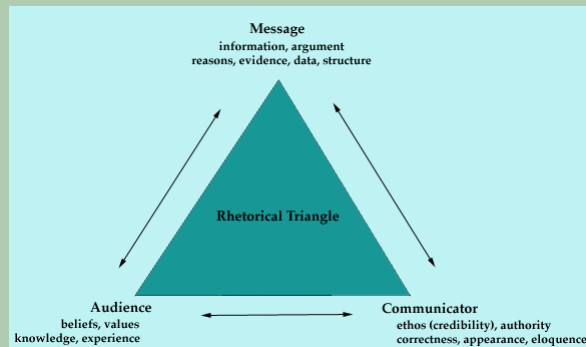 Message
information, argument
reasons, evidence, data, structure
Rhetorical Triangle
Audience
beliefs, values
knowledge, experience
Communicator
ethos (credibility), authority
correctness, appearance, eloquence